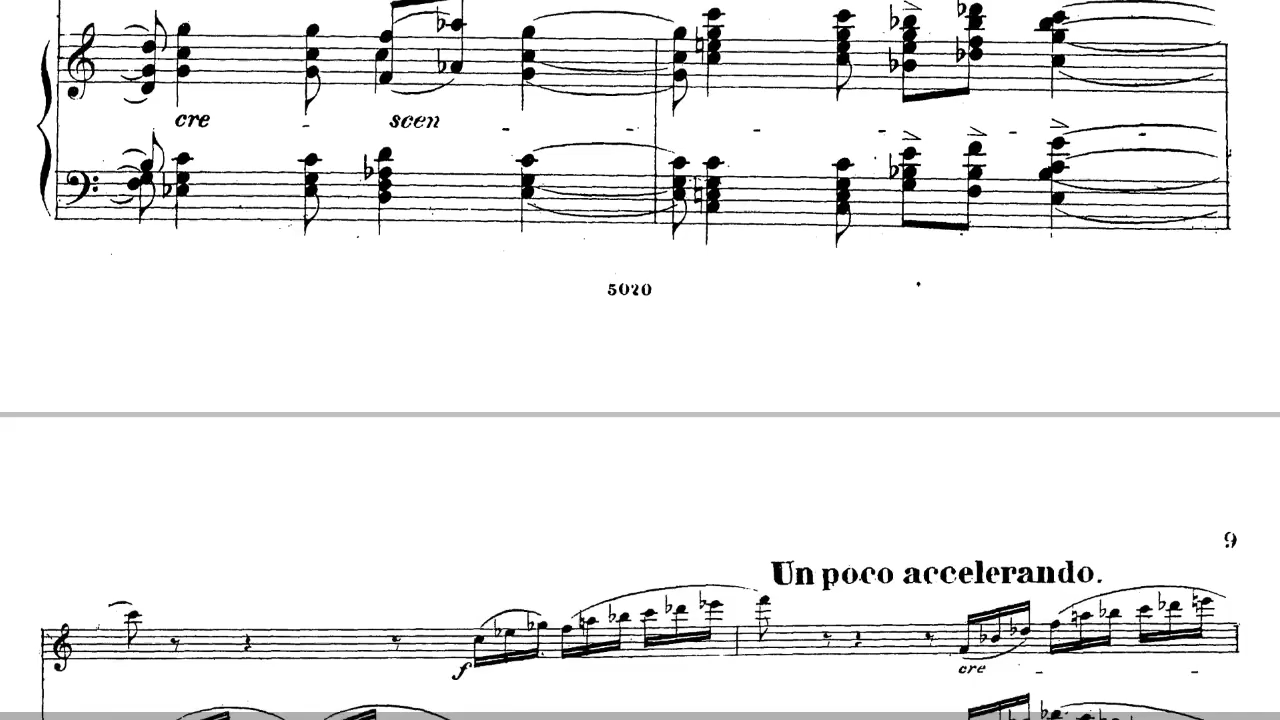 cre - scen - - - - - -
5020
9
Un poco accelerando.
f
cre - -